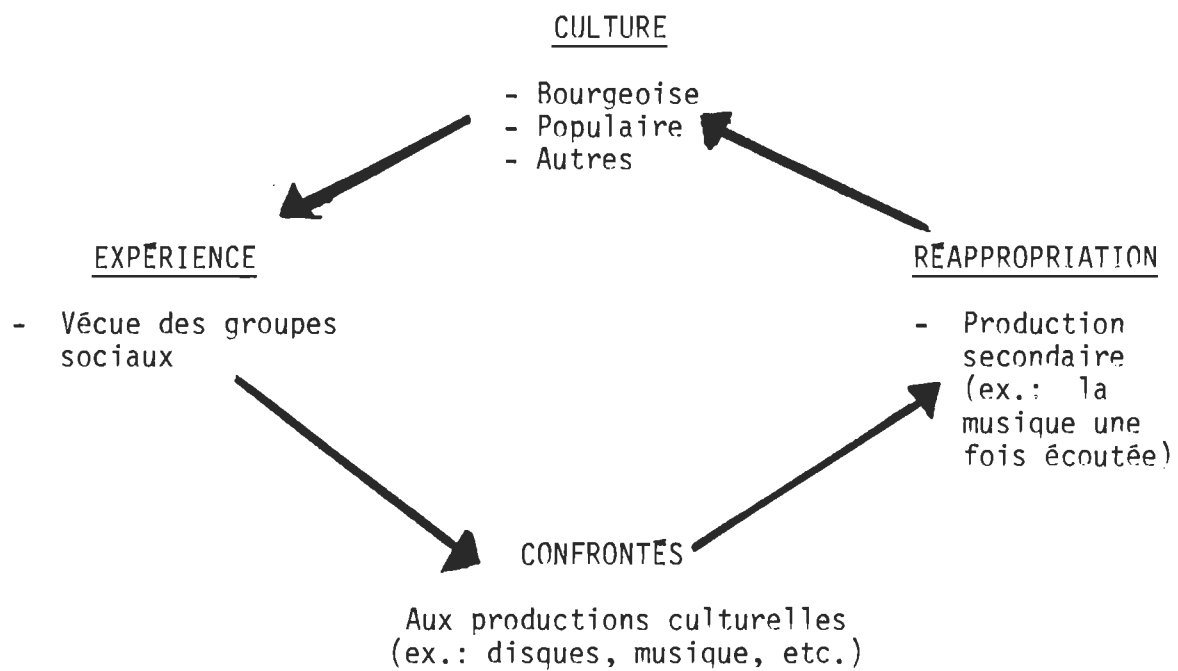 CULTURE
- Bourgeoise
- Populaire
- Autres
EXPÉRIENCE
- Vécue des groupes
sociaux
RÉAPPROPRIATION
- Production
secondaire
(ex.: la
musique une
fois écoutée)
CONFRONTÉS
Aux productions culturelles
(ex.: disques, musique, etc.)